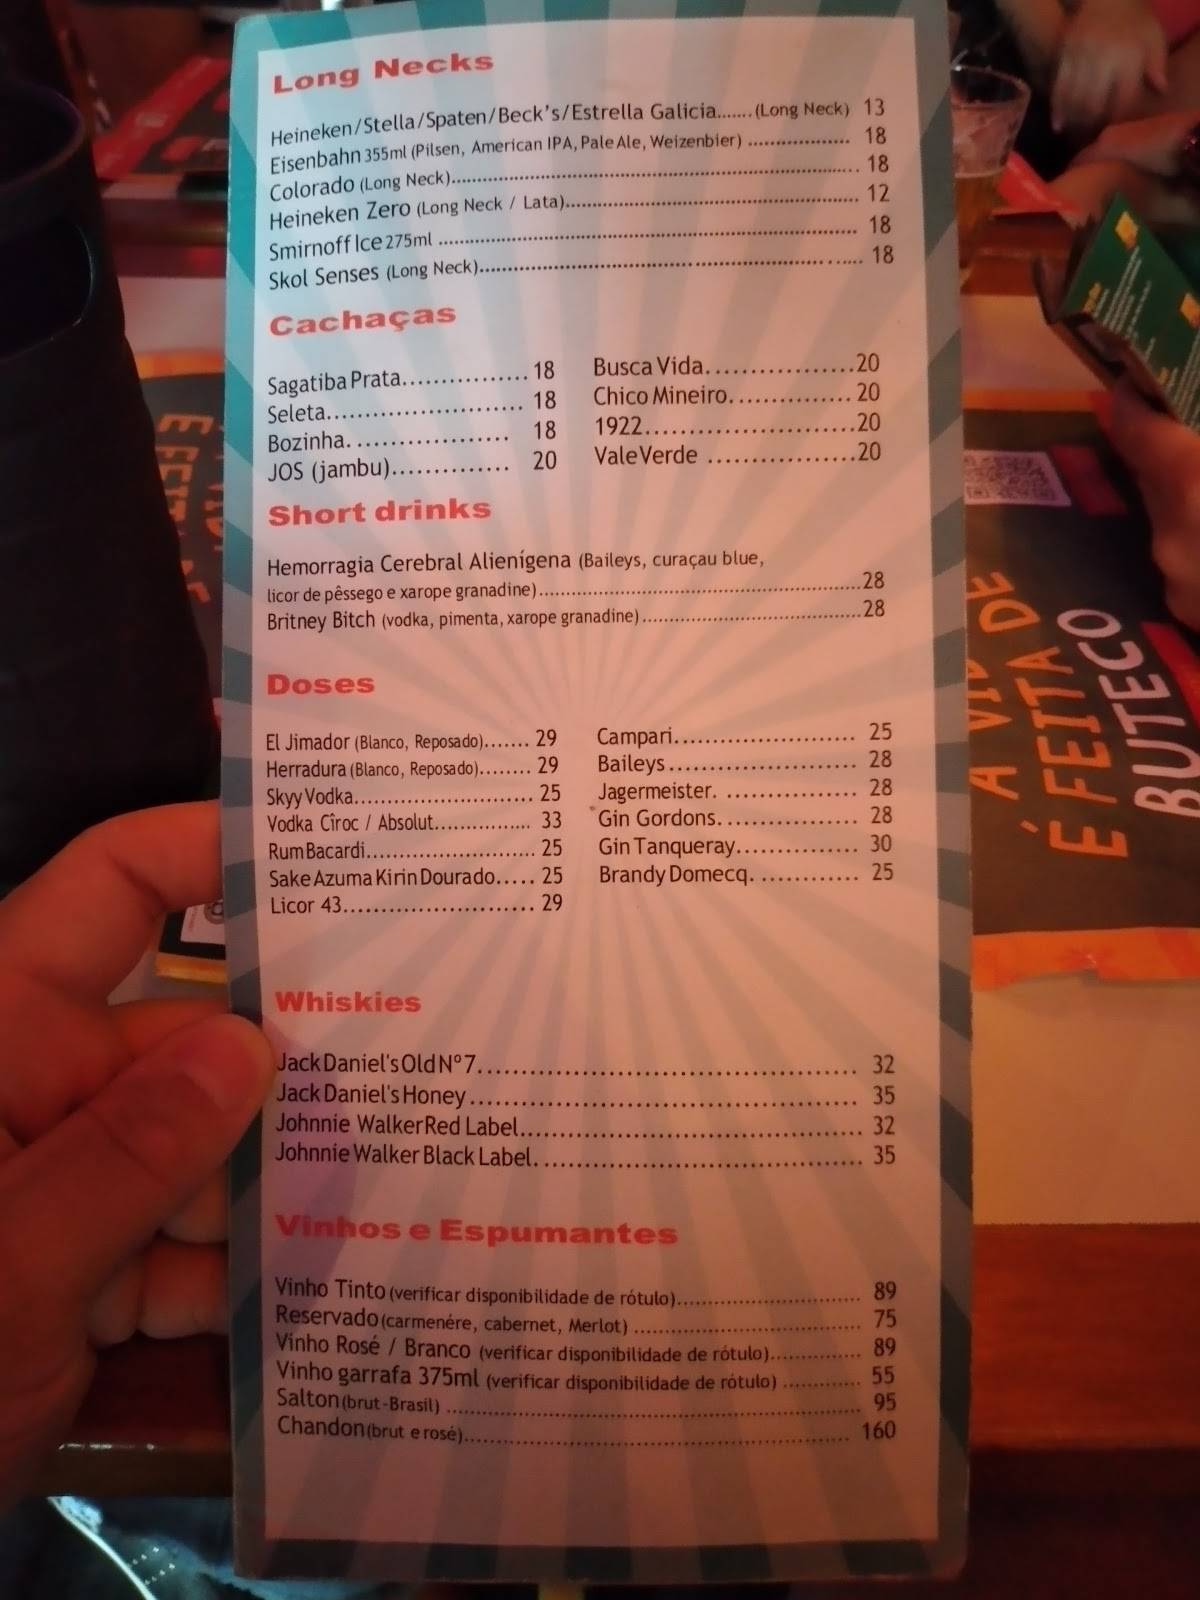 Long Necks
Heineken/Stella/Spaten/Beck's/Estrella Galicia.......(Long Neck) 13
Eisenbahn 355ml (Pilsen, American IPA, Pale Ale, Weizenbier) .................. 18
Colorado (Long Neck)........................................................................ 18
Heineken Zero (Long Neck / Lata).................................................... 12
Smirnoff Ice 275ml .......................................................................... 18
Skol Senses (Long Neck).................................................................... 18
Cachaças
Sagatiba Prata................ 18
Seleta......................... 18
Bozinha. ................... 18
JOS (jambu).............. 20
Busca Vida..................20
Chico Mineiro............... 20
1922........................20
Vale Verde .................20
Short drinks
Hemorragia Cerebral Alienígena (Baileys, curaçau blue,
licor de pêssego e xarope granadine)..........................................................28
Britney Bitch (vodka, pimenta, xarope granadine).......................................28
Doses
El Jimador (Blanco, Reposado)....... 29
Herradura (Blanco, Reposado)........ 29
Skyy Vodka........................... 25
Vodka Cîroc / Absolut................ 33
Rum Bacardi.......................... 25
Sake Azuma Kirin Dourado..... 25
Licor 43........................ 29
Campari........................ 25
Baileys........................ 28
Jagermeister. ................. 28
Gin Gordons.................. 28
Gin Tanqueray............... 30
Brandy Domecq. ............. 25
Whiskies
Jack Daniel's Old Nº 7................................................ 32
Jack Daniel's Honey................................................. 35
Johnnie Walker Red Label........................................... 32
Johnnie Walker Black Label. ........................................ 35
Vinhos e Espumantes
Vinho Tinto (verificar disponibilidade de rótulo)................................. 89
Reservado (carmenére, cabernet, Merlot) ......................................... 75
Vinho Rosé / Branco (verificar disponibilidade de rótulo)................ 89
Vinho garrafa 375ml (verificar disponibilidade de rótulo) .............. 55
Salton (brut-Brasil) ......................................................................... 95
Chandon (brut e rosé)..................................................................... 160
A VID DE
É FEITA DE
BUTECO